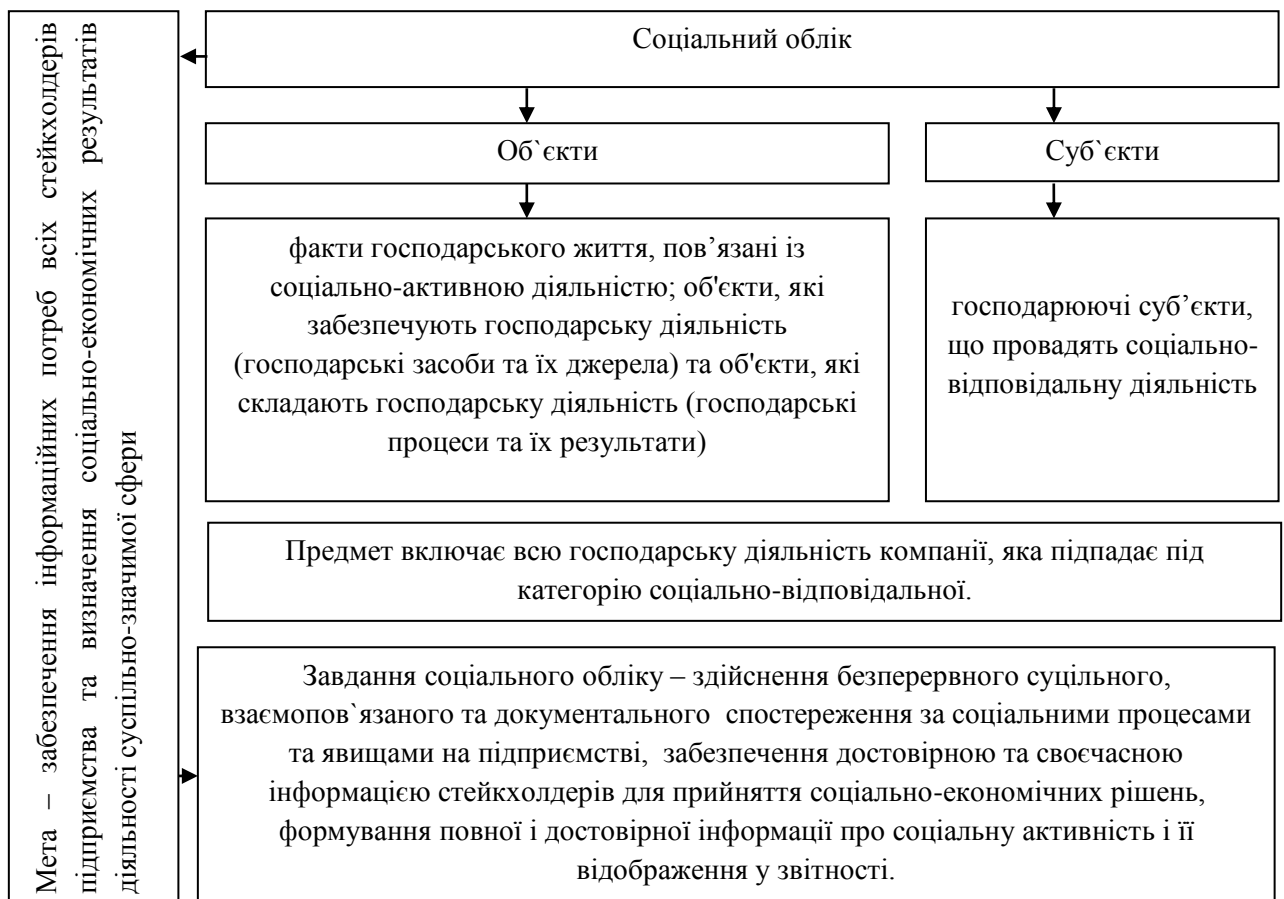 Мета – забезпечення інформаційних потреб всіх стейкхолдерів
підприємства та визначення соціально-економічних результатів
діяльності суспільно-значимої сфери
Соціальний облік
Об`єкти
Суб`єкти
факти господарського життя, пов’язані із
соціально-активною діяльністю; об'єкти, які
забезпечують господарську діяльність
(господарські засоби та їх джерела) та об'єкти, які
складають господарську діяльність (господарські
процеси та їх результати)
господарюючі суб’єкти,
що провадять соціально-
відповідальну діяльність
Предмет включає всю господарську діяльність компанії, яка підпадає під
категорію соціально-відповідальної.
Завдання соціального обліку – здійснення безперервного суцільного,
взаємопов`язаного та документального спостереження за соціальними процесами
та явищами на підприємстві, забезпечення достовірною та своєчасною
інформацією стейкхолдерів для прийняття соціально-економічних рішень,
формування повної і достовірної інформації про соціальну активність і її
відображення у звітності.